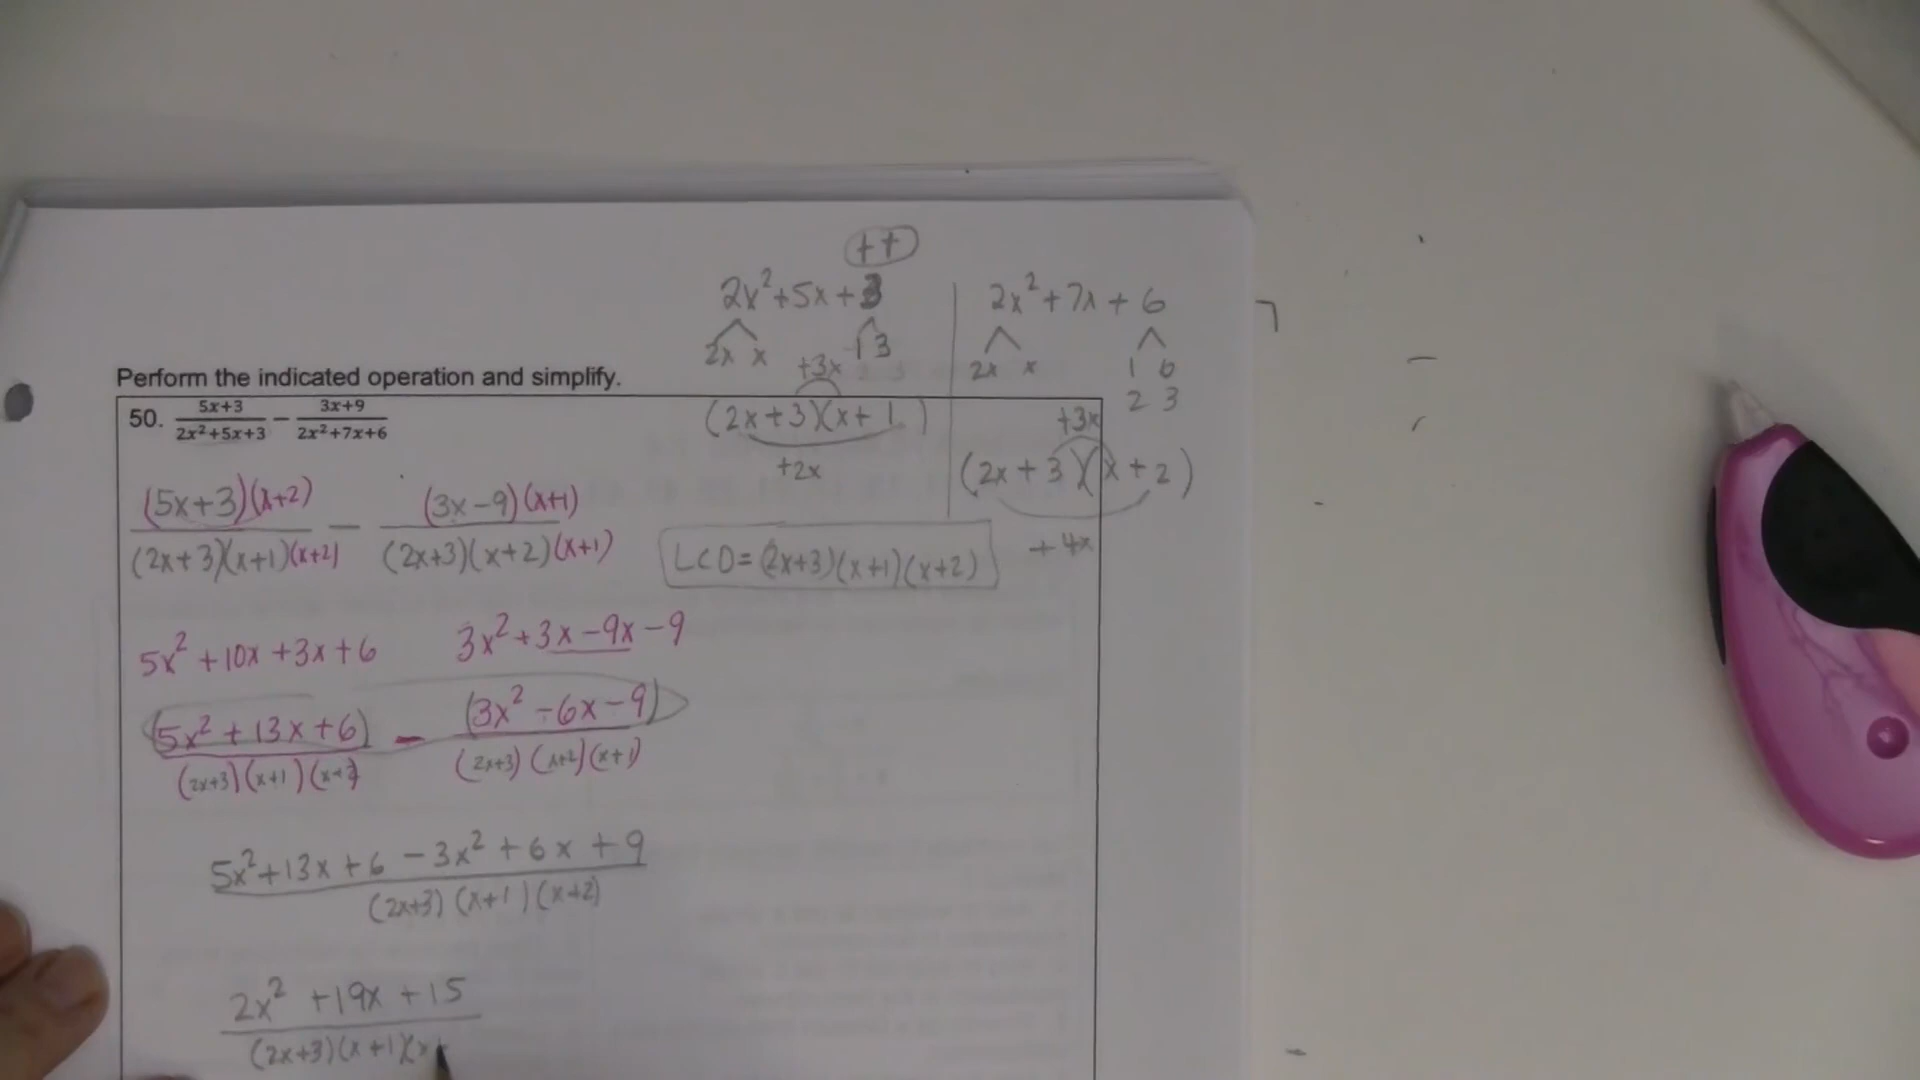 ++
2x²+5x+3
2x x 1 3
+3x
(2x+3)(x+1)
+2x
2x²+7x+6
2x x 1 6
2 3
+3x
(2x+3)(x+2)
+4x
Perform the indicated operation and simplify.
50. (5x+3)/(2x²+5x+3) − (3x+9)/(2x²+7x+6)
(5x+3)(x+2) − (3x−9)(x+1)
(2x+3)(x+1)(x+2) (2x+3)(x+2)(x+1)
LCD=(2x+3)(x+1)(x+2)
5x²+10x+3x+6 3x²+3x−9x−9
(5x²+13x+6) − (3x²−6x−9)
(2x+3)(x+1)(x+2) (2x+3)(x+2)(x+1)
5x²+13x+6−3x²+6x+9
(2x+3)(x+1)(x+2)
2x²+19x+15
(2x+3)(x+1)(x